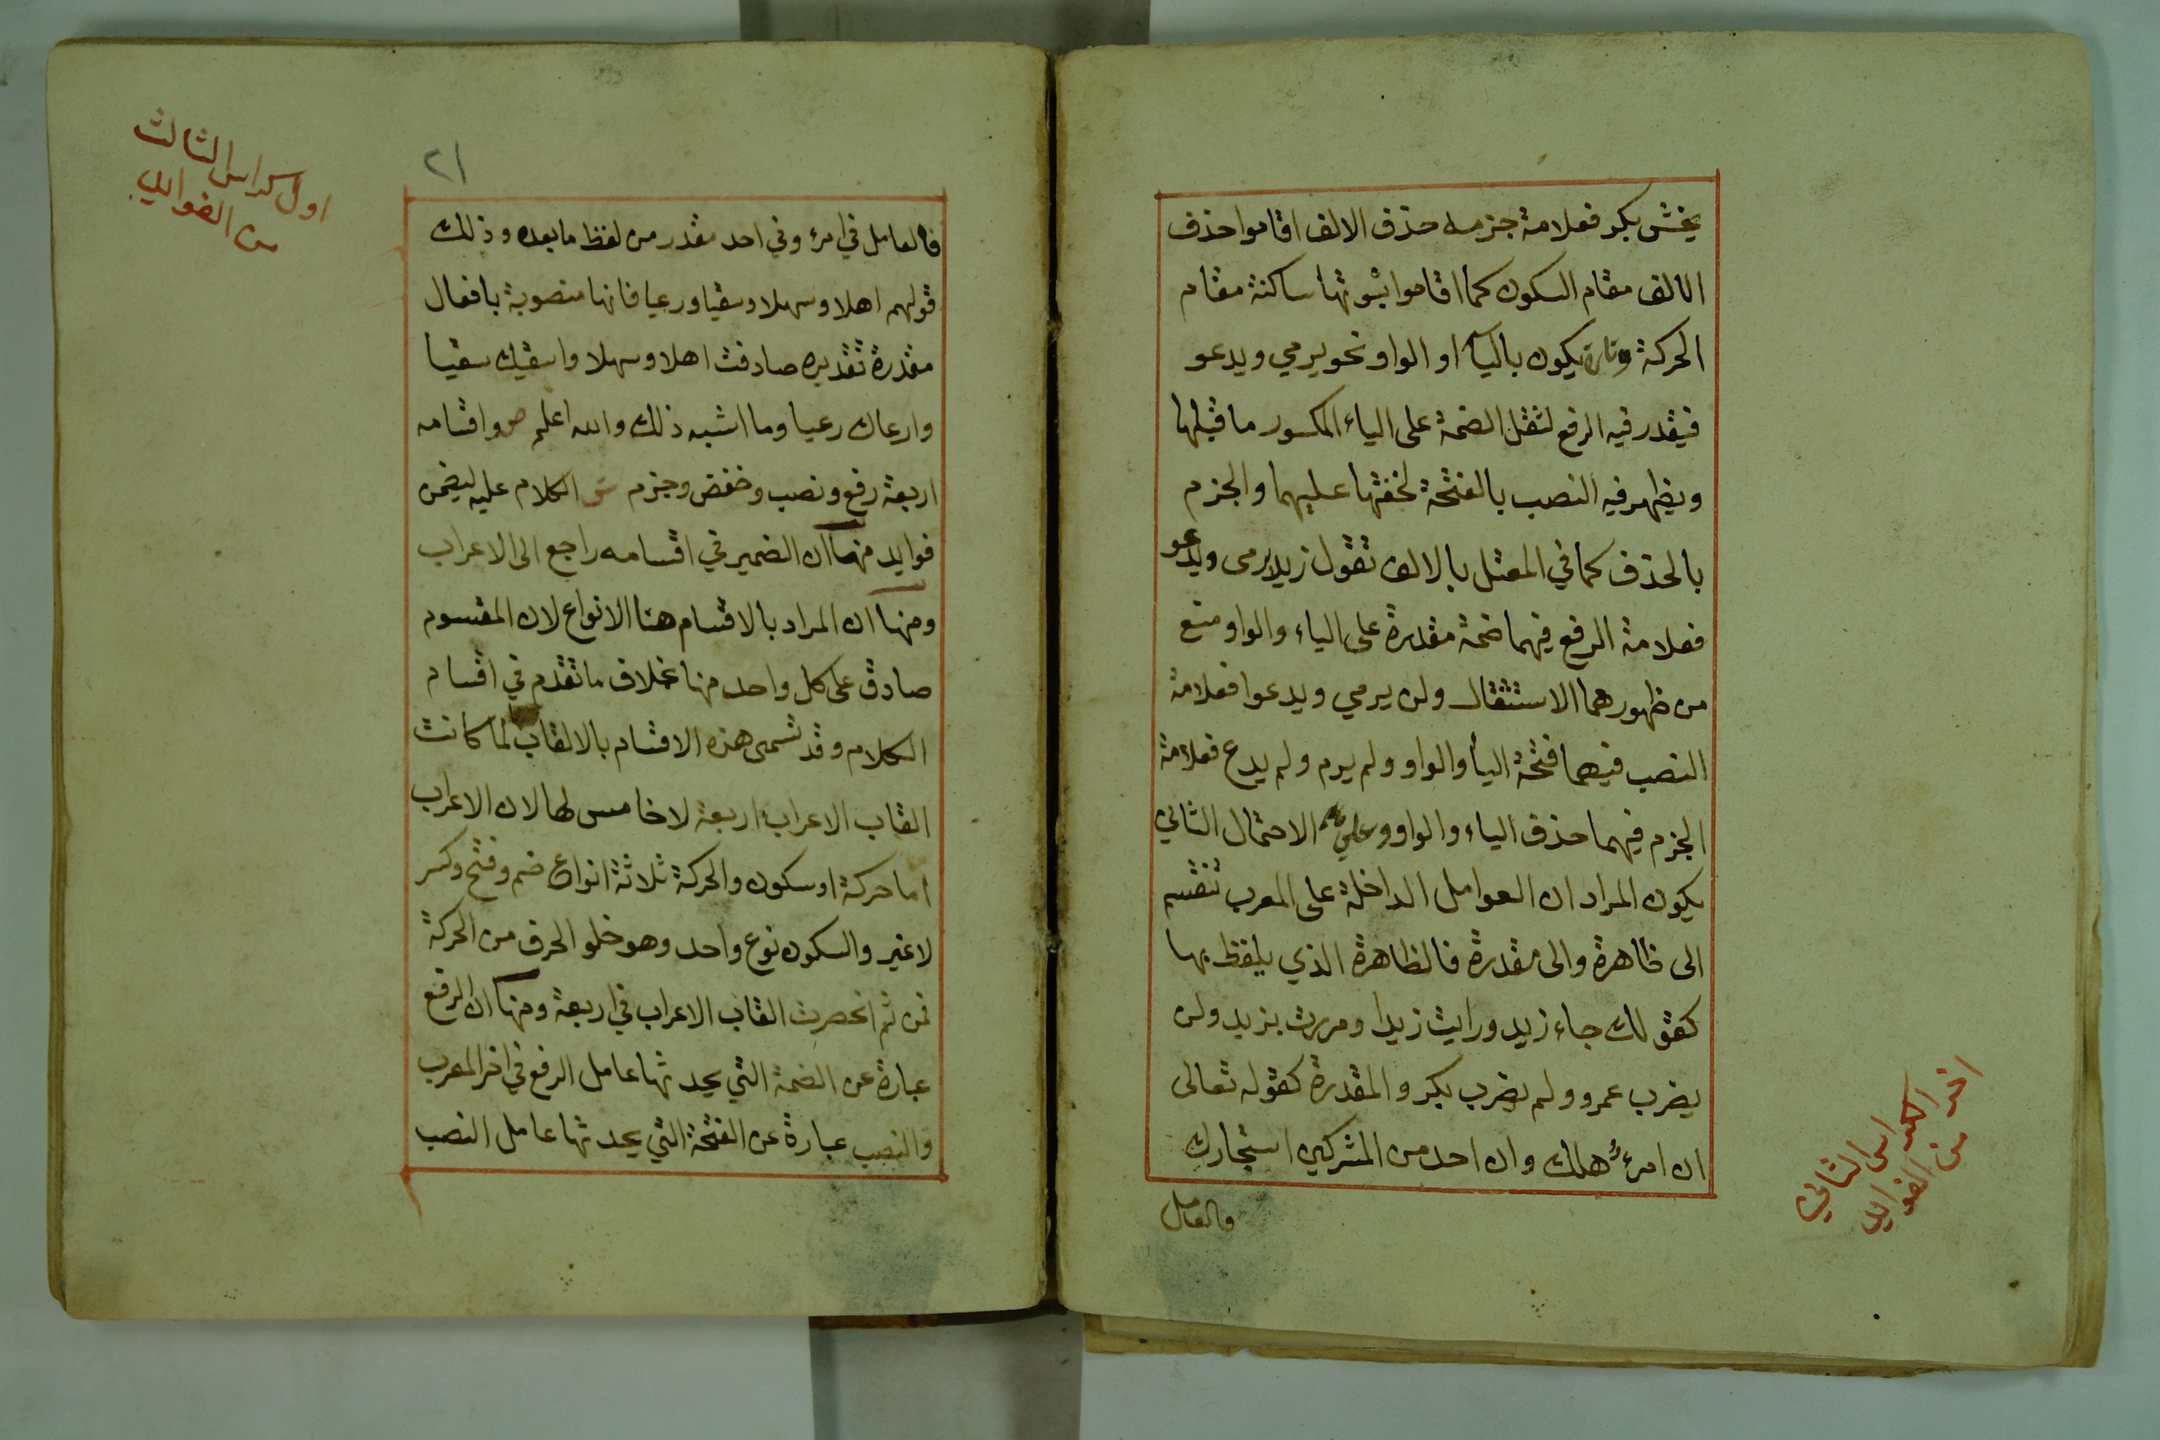 يخش بكر فعلامة جزمه حذف الالف اقاموا حذف
الالف مقام السكون كما اقاموا ثبوتها ساكنة مقام
الحركة وتارة يكون بالياء او الواو نحو يرمي ويدعو
فيقدر فيه الرفع لثقل الضمة على الياء المكسور ما قبلها
ويظهر فيه النصب بالفتحة لخفتها عليهما والجزم
بالحذف كما في المعتل بالالف تقول زيد يرمى ويدعو
فعلامة الرفع فيهما ضمة مقدرة على الياء والواو منع
من ظهورهما الاستثقال ولن يرمي ويدعوا فعلامة
النصب فيهما فتحة اليأ والواو ولم يرم ولم يدع فعلامة
الجزم فيهما حذف الياء والواو وعلى الاحتمال الثاني
يكون المراد ان العوامل الداخلة على المعرب تنقسم
الى ظاهرة والى مقدرة فالظاهرة الذي يلفظ بها
كقولك جاء زيد ورايت زيدا ومررت بزيد ولن
يضرب عمرو ولم يضرب بكر والمقدرة كقوله تعالى
ان امرءٌ هلك وان احد من المشركين استجارك
فالعامل
اخر الكراس الثاني
من الفوايد
اول كراس الثالث
من الفوايد
٢١
فالعامل في امرء وفي احد مقدر من لفظ ما بعده وذلك
قولهم اهلا وسهلا وسقيا ورعيا فانها منصوبة بافعال
مقدرة تقديره صادفت اهلا وسهلا واسقيك سقيا
وارعاك رعيا وما اشبه ذلك والله اعلم ص واقسامه
اربعة رفع ونصب وخفض وجزم ش الكلام عليه ليضمن
فوايد منها ان الضمير في اقسامه راجع الى الاعراب
ومنها ان المراد بالاقسام هنا الانواع لان المقسوم
صادق على كل واحد منها بخلاف ما تقدم في اقسام
الكلام وقد تسمى هذه الاقسام بالالقاب لما كانت
القاب الاعراب اربعة لا خامس لها لان الاعراب
اما حركة او سكون والحركة ثلاثة انواع ضم وفتح وكسر
لا غير والسكون نوع واحد وهو خلو الحرف من الحركة
فمن ثم انحصرت القاب الاعراب في اربعة ومنها ان الرفع
عبارة عن الضمة التي يحدثها عامل الرفع في اخر المعرب
والنصب عبارة عن الفتحة التي يحدثها عامل النصب